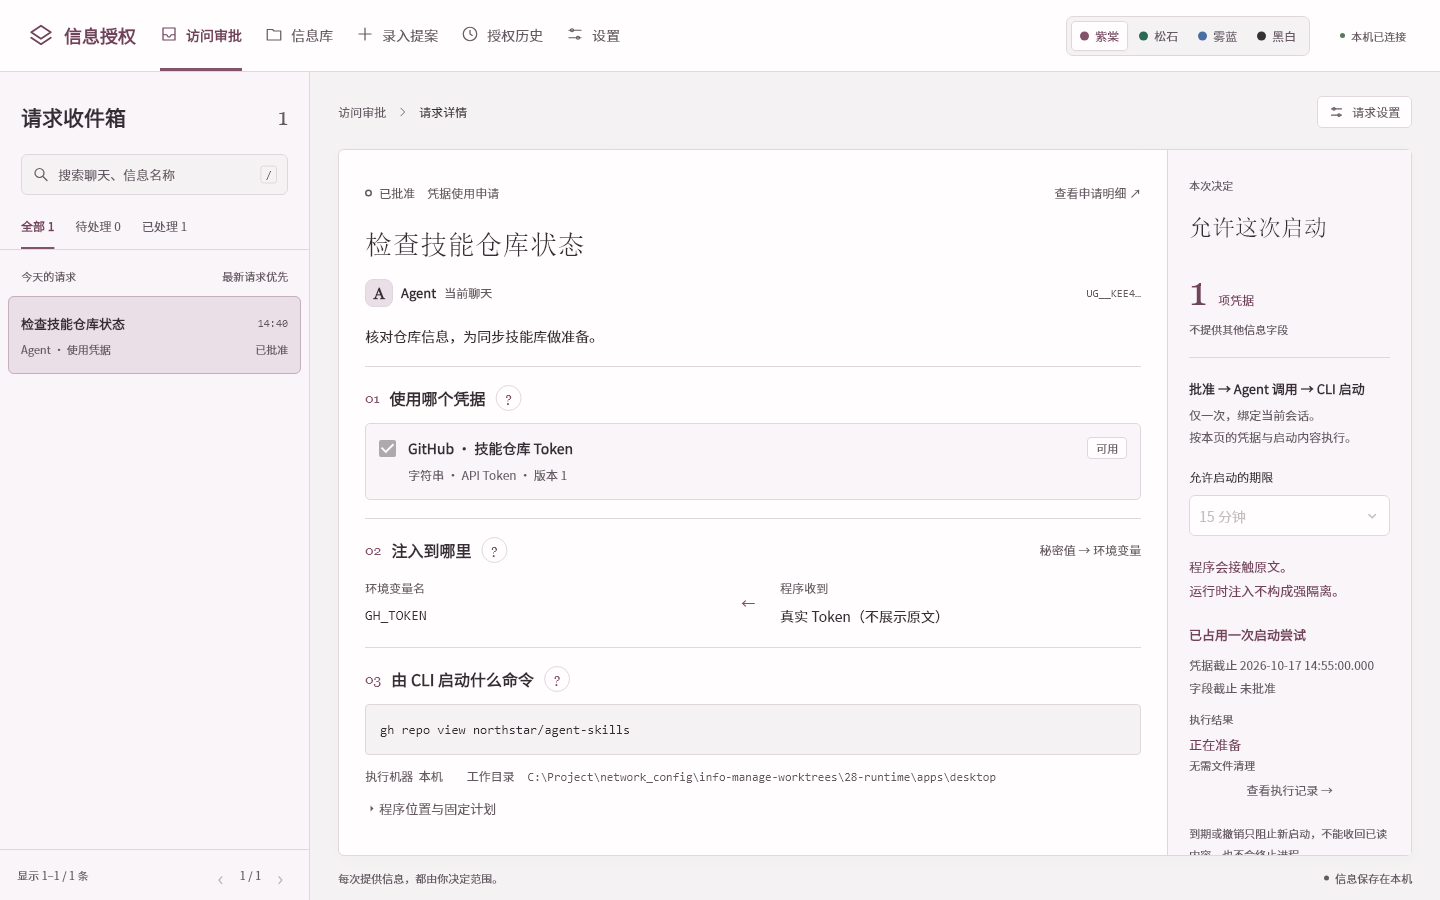 信息授权
访问审批
信息库
录入提案
授权历史
设置
紫棠
松石
雾蓝
黑白
本机已连接
请求收件箱
1
搜索聊天、信息名称
/
全部 1
待处理 0
已处理 1
今天的请求
最新请求优先
检查技能仓库状态
14:40
Agent · 使用凭据
已批准
显示 1–1 / 1 条
‹ 1 / 1 ›
访问审批 > 请求详情
请求设置
已批准 凭据使用申请
查看申请明细 ↗
检查技能仓库状态
A Agent 当前聊天
UG__KEE4…
核对仓库信息，为同步技能库做准备。
01 使用哪个凭据 ?
GitHub · 技能仓库 Token
可用
字符串 · API Token · 版本 1
02 注入到哪里 ?
秘密值 → 环境变量
环境变量名
GH_TOKEN
←
程序收到
真实 Token（不展示原文）
03 由 CLI 启动什么命令 ?
gh repo view northstar/agent-skills
执行机器 本机 工作目录 C:\Project\network_config\info-manage-worktrees\28-runtime\apps\desktop
程序位置与固定计划
本次决定
允许这次启动
1 项凭据
不提供其他信息字段
批准 → Agent 调用 → CLI 启动
仅一次，绑定当前会话。
按本页的凭据与启动内容执行。
允许启动的期限
15 分钟
程序会接触原文。
运行时注入不构成强隔离。
已占用一次启动尝试
凭据截止 2026-10-17 14:55:00.000
字段截止 未批准
执行结果
正在准备
无需文件清理
查看执行记录 →
到期或撤销只阻止新启动，不能收回已读
每次提供信息，都由你决定范围。
信息保存在本机